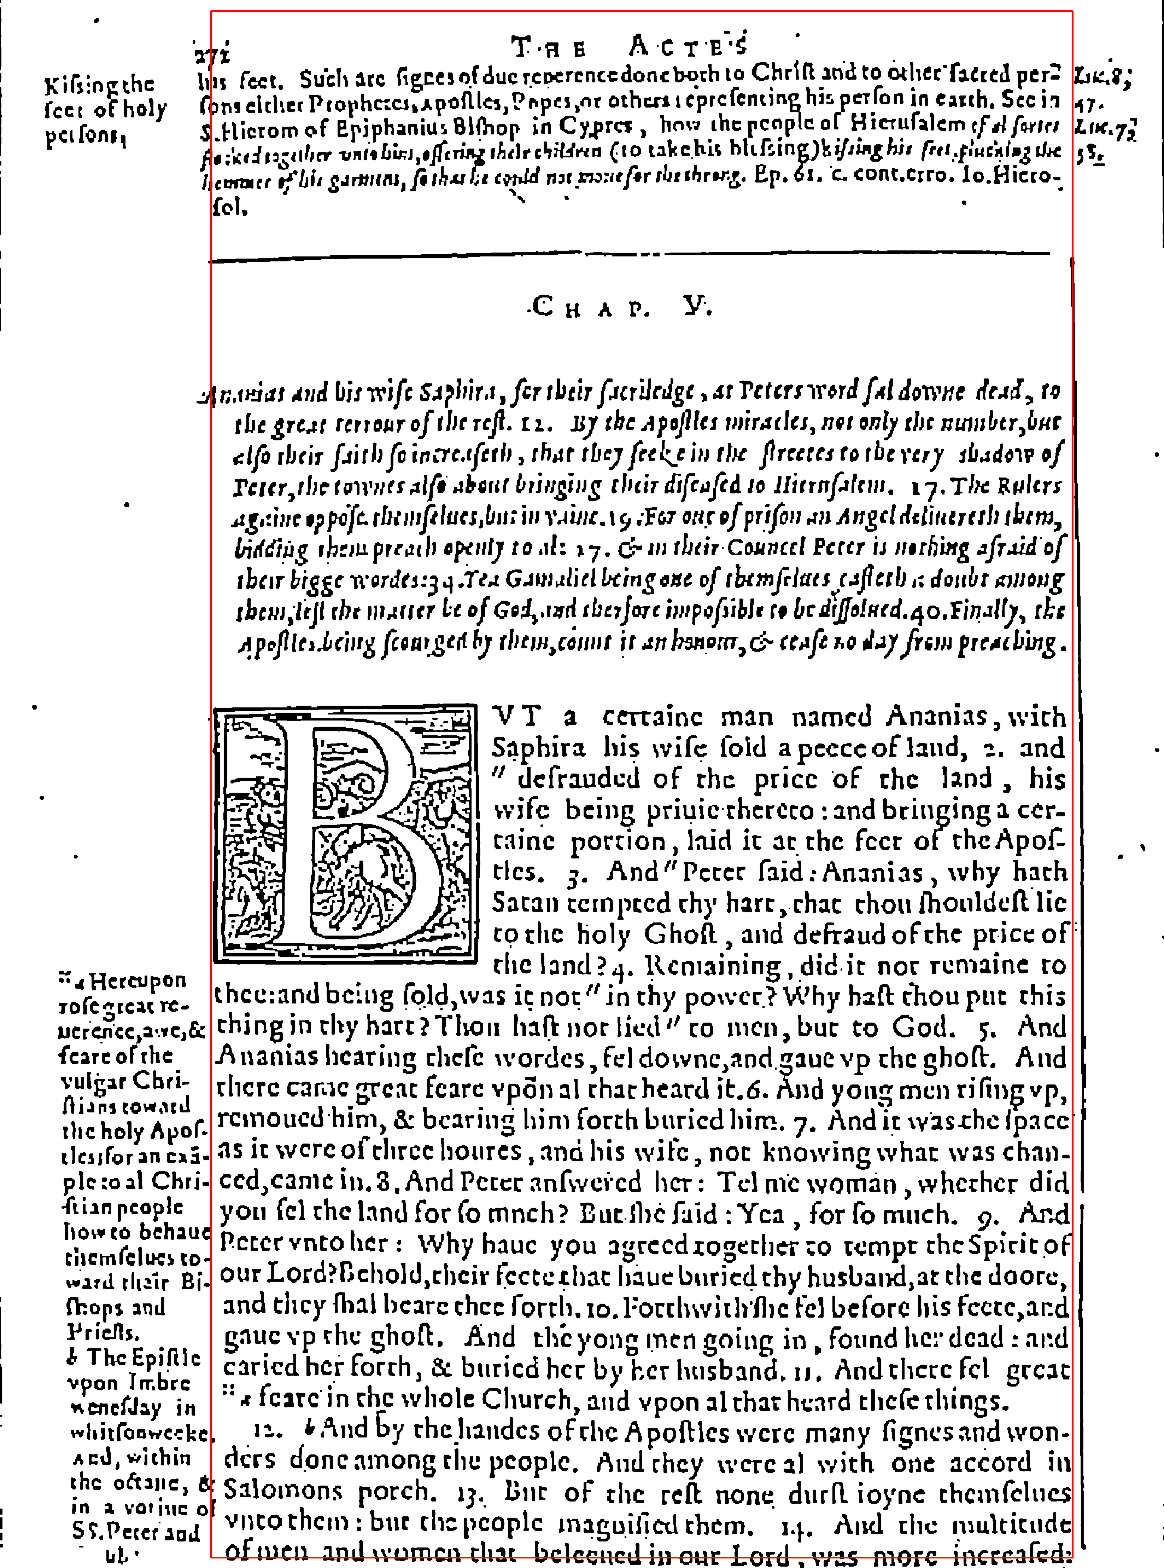 272
THE ACTES
his feet. Such are signes of due reuerence done both to Christ and to other sacred per-
sons either Prophetes, Apostles, Popes, or others representing his person in earth. See in
S. Hierom of Epiphanius Bishop in Cypres, how the people of Hierusalem of al sortes
flocked together vnto him, offering their children (to take his blessing) kissing his feet, plucking the
hemmes of his garment, so that he could not moue for the throng. Ep. 61. c. cont. erro. Io. Hiero-
sol.
Kissing the
feet of holy
persons,
Luc. 8,
47.
Luc. 7,
38.
CHAP. V.
Ananias and his wife Saphira, for their sacriledge, at Peters word fal downe dead, to
the great terrour of the rest. 12. By the Apostles miracles, not only the number, but
also their faith so increaseth, that they seeke in the streetes to the very shadow of
Peter, the townes also about bringing their diseased to Hierusalem. 17. The Rulers
againe oppose themselues, but in vaine. 19. For out of prison an Angel deliuereth them,
bidding them preach openly to al: 27. & in their Councel Peter is nothing afraid of
their bigge wordes: 34. Yea Gamaliel being one of themselues casteth a doubt among
them, lest the matter be of God, and therfore impossible to be dissolued. 40. Finally, the
Apostles being scourged by them, count it an honour, & cease no day from preaching.
BVT a certaine man named Ananias, with
Saphira his wife sold a peece of land, 2. and
" defrauded of the price of the land, his
wife being priuie thereto: and bringing a cer-
taine portion, laid it at the feet of the Apos-
tles. 3. And " Peter said: Ananias, why hath
Satan tempted thy hart, that thou shouldest lie
to the holy Ghost, and defraud of the price of
the land? 4. Remaining, did it not remaine to
thee: and being sold, was it not " in thy power? Why hast thou put this
thing in thy hart? Thou hast not lied " to men, but to God. 5. And
Ananias hearing these wordes, fel downe, and gaue vp the ghost. And
there came great feare vpõn al that heard it. 6. And yong men rising vp,
remoued him, & bearing him forth buried him. 7. And it was the space
as it were of three houres, and his wife, not knowing what was chan-
ced, came in. 8. And Peter answered her: Tel me woman, whether did
you sel the land for so mnch? But she said: Yea, for so much. 9. And
Peter vnto her: Why haue you agreed together to tempt the Spirit of
our Lord? Behold, their feete that haue buried thy husband, at the doore,
and they shal beare thee forth. 10. Forthwith she fel before his feete, and
gaue vp the ghost. And the yong men going in, found her dead: and
caried her forth, & buried her by her husband. 11. And there fel great
:: a feare in the whole Church, and vpon al that heard these things.
12. b And by the handes of the Apostles were many signes and won-
ders done among the people. And they were al with one accord in
Salomons porch. 13. But of the rest none durst ioyne themselues
vnto them: but the people magnified them. 14. And the multitude
of men and women that beleeued in our Lord, was more increased:
:: a Hereupon
rose great re-
uerence, awe, &
feare of the
vulgar Chri-
stians toward
the holy Apos-
tles: for an exã-
ple to al Chri-
stian people
how to behaue
themselues to-
ward their Bi-
shops and
Priests.
b The Epistle
vpon Imbre
wenesday in
whitsonweeke.
And, within
the octaue, &
in a votiue of
SS. Peter and
ul.